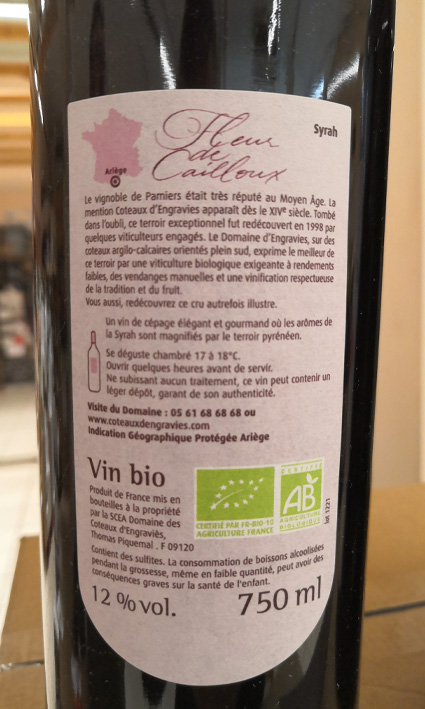 Fleur
de
Cailloux
Syrah
Ariège
Le vignoble de Pamiers était très réputé au Moyen Âge. La
mention Coteaux d'Engravies apparaît dès le XIVe siècle. Tombé
dans l'oubli, ce terroir exceptionnel fut redécouvert en 1998 par
quelques viticulteurs engagés. Le Domaine d'Engravies, sur des
coteaux argilo-calcaires orientés plein sud, exprime le meilleur de
ce terroir par une viticulture biologique exigeante à rendements
faibles, des vendanges manuelles et une vinification respectueuse
de la tradition et du fruit.
Vous aussi, redécouvrez ce cru autrefois illustre.
Un vin de cépage élégant et gourmand où les arômes de
la Syrah sont magnifiés par le terroir pyrénéen.
Se déguste chambré 17 à 18°C.
Ouvrir quelques heures avant de servir.
Ne subissant aucun traitement, ce vin peut contenir un
léger dépôt, garant de son authenticité.
Visite du Domaine : 05 61 68 68 68 ou
www.coteauxdengravies.com
Indication Géographique Protégée Ariège
Vin bio
Produit de France mis en
bouteilles à la propriété
par la SCEA Domaine des
Coteaux d'Engraviès,
Thomas Piquemal . F 09120
CERTIFIÉ PAR FR-BIO-10
AGRICULTURE FRANCE
CERTIFIÉ
AB
AGRICULTURE
BIOLOGIQUE
lot 1221
Contient des sulfites. La consommation de boissons alcoolisées
pendant la grossesse, même en faible quantité, peut avoir des
conséquences graves sur la santé de l'enfant.
12 % vol.
750 ml